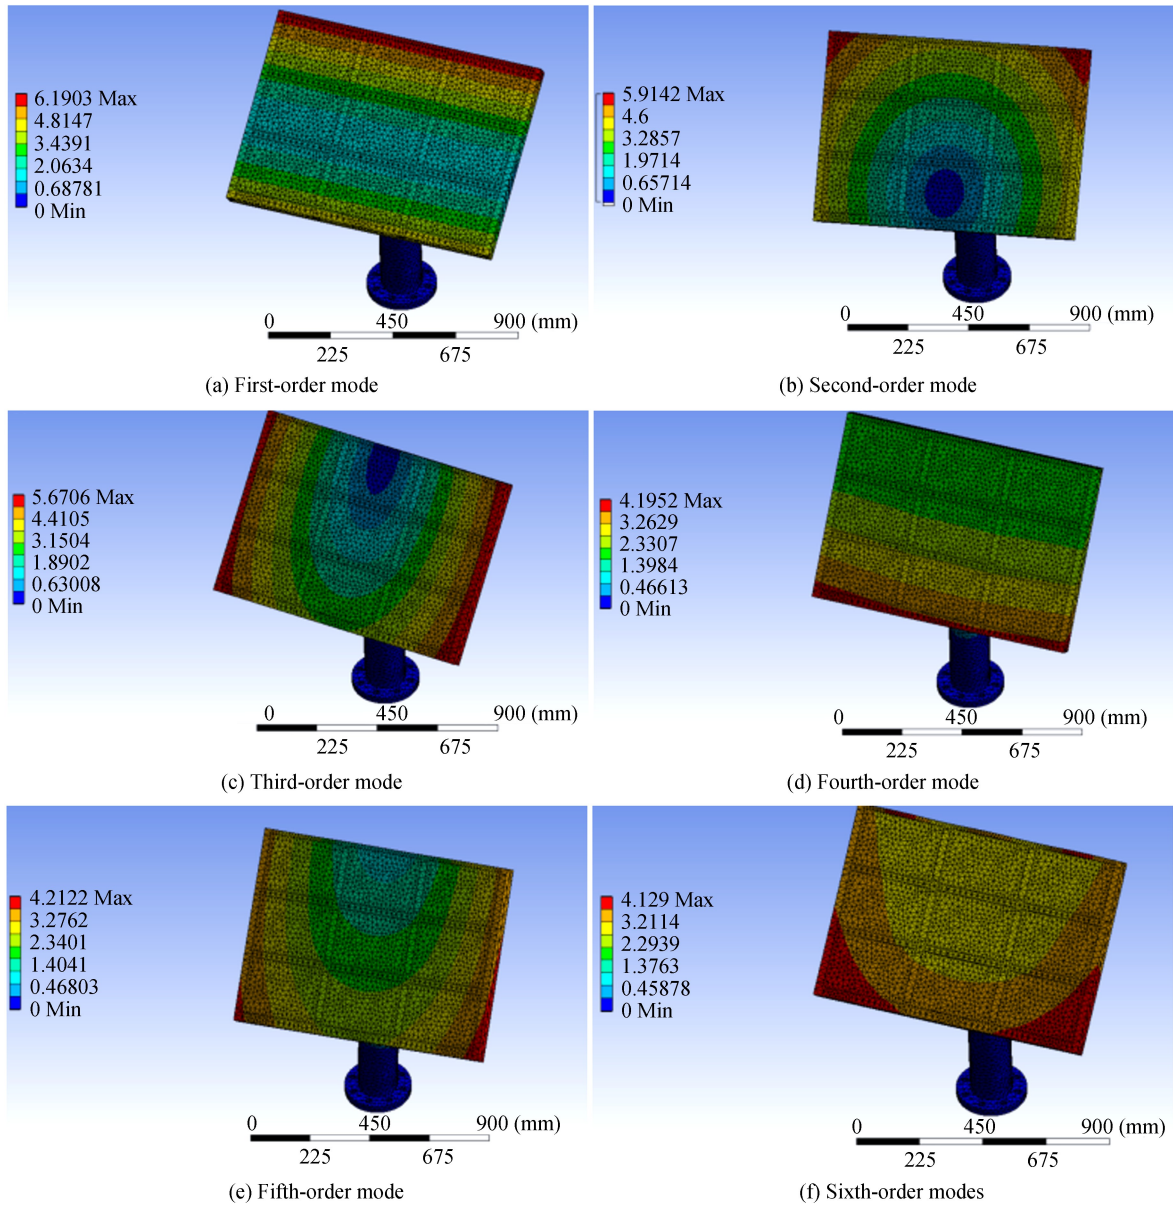 6.1903 Max
4.8147
3.4391
2.0634
0.68781
0 Min
0 450 900 (mm)
225 675
(a) First-order mode
5.9142 Max
4.6
3.2857
1.9714
0.65714
0 Min
0 450 900 (mm)
225 675
(b) Second-order mode
5.6706 Max
4.4105
3.1504
1.8902
0.63008
0 Min
0 450 900 (mm)
225 675
(c) Third-order mode
4.1952 Max
3.2629
2.3307
1.3984
0.46613
0 Min
0 450 900 (mm)
225 675
(d) Fourth-order mode
4.2122 Max
3.2762
2.3401
1.4041
0.46803
0 Min
0 450 900 (mm)
225 675
(e) Fifth-order mode
4.129 Max
3.2114
2.2939
1.3763
0.45878
0 Min
0 450 900 (mm)
225 675
(f) Sixth-order modes